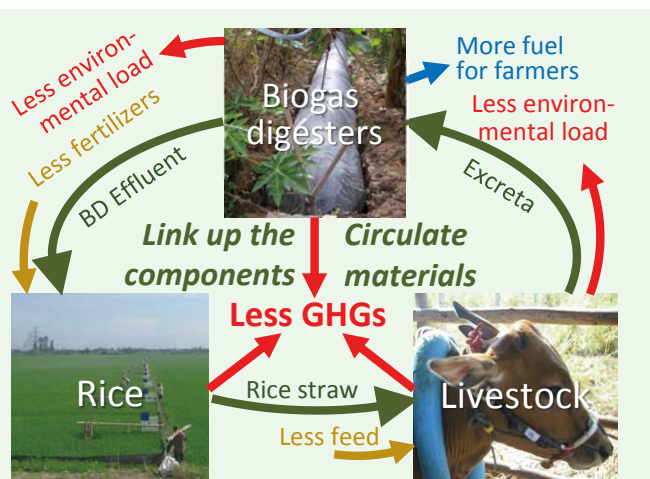 Less environ-
mental load
Less fertilizers
BD Effluent
Biogas
digesters
More fuel
for farmers
Less environ-
mental load
Excreta
Link up the
components
Circulate
materials
Less GHGs
Rice
Rice straw
Less feed
Livestock